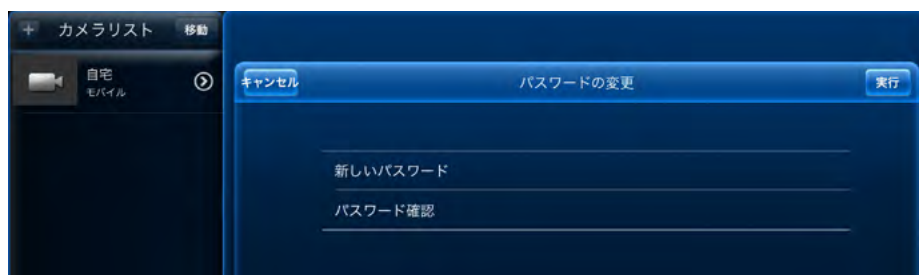 + カメラリスト 移動
自宅
モバイル
キャンセル パスワードの変更 実行
新しいパスワード
パスワード確認